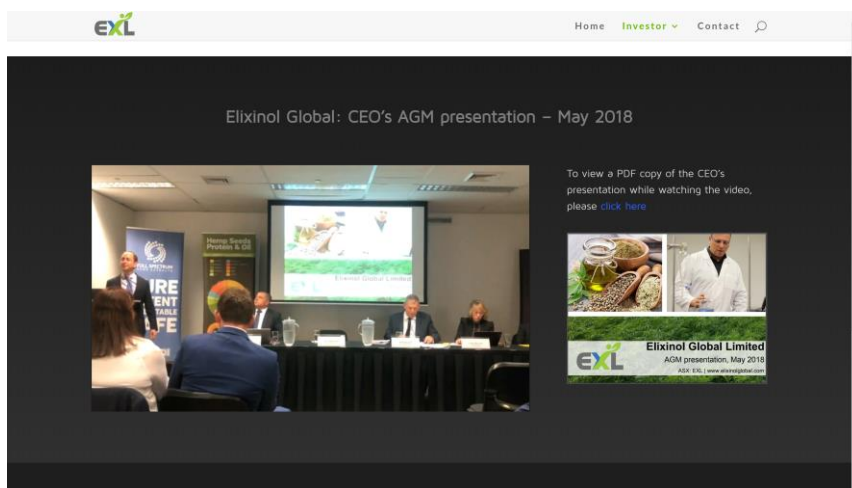 EXL
Home Investor Contact
Elixinol Global: CEO's AGM presentation – May 2018
To view a PDF copy of the CEO's
presentation while watching the video,
please click here
Hemp Seeds
Protein & Oil
Elixinol Global Limited
Elixinol Global Limited
AGM presentation, May 2018
EXL
ASX: EXL | www.elixinolglobal.com